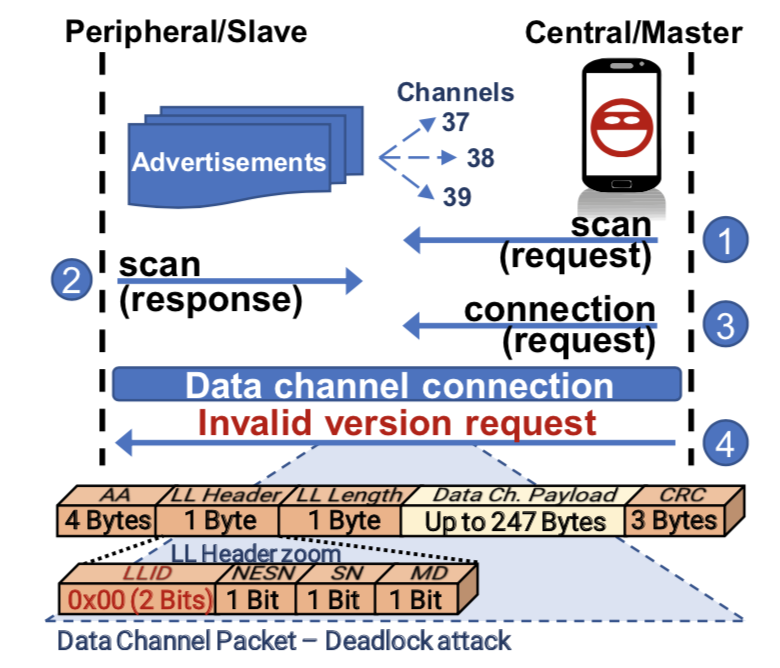 Peripheral/Slave
Central/Master
Channels
Advertisements
37
38
39
scan
(request)
1
2
scan
(response)
connection
(request)
3
Data channel connection
Invalid version request
4
AA
LL Header
LL Length
Data Ch. Payload
CRC
4 Bytes
1 Byte
1 Byte
Up to 247 Bytes
3 Bytes
LL Header zoom
LLID
NESN
SN
MD
0x00 (2 Bits)
1 Bit
1 Bit
1 Bit
Data Channel Packet – Deadlock attack